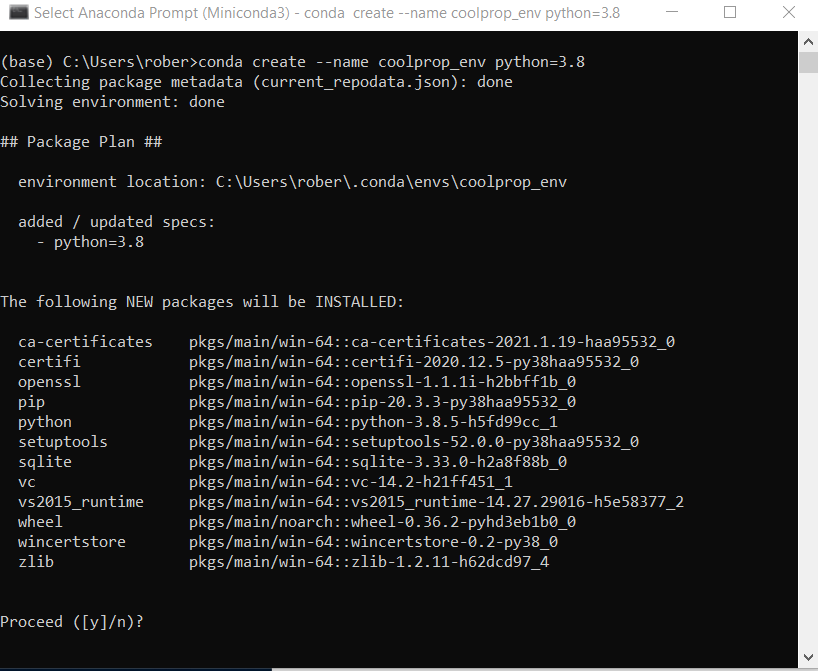 Select Anaconda Prompt (Miniconda3) - conda  create --name coolprop_env python=3.8
(base) C:\Users\rober>conda create --name coolprop_env python=3.8
Collecting package metadata (current_repodata.json): done
Solving environment: done
## Package Plan ##
environment location: C:\Users\rober\.conda\envs\coolprop_env
added / updated specs:
- python=3.8
The following NEW packages will be INSTALLED:
ca-certificates    pkgs/main/win-64::ca-certificates-2021.1.19-haa95532_0
certifi            pkgs/main/win-64::certifi-2020.12.5-py38haa95532_0
openssl            pkgs/main/win-64::openssl-1.1.1i-h2bbff1b_0
pip                pkgs/main/win-64::pip-20.3.3-py38haa95532_0
python             pkgs/main/win-64::python-3.8.5-h5fd99cc_1
setuptools         pkgs/main/win-64::setuptools-52.0.0-py38haa95532_0
sqlite             pkgs/main/win-64::sqlite-3.33.0-h2a8f88b_0
vc                 pkgs/main/win-64::vc-14.2-h21ff451_1
vs2015_runtime     pkgs/main/win-64::vs2015_runtime-14.27.29016-h5e58377_2
wheel              pkgs/main/noarch::wheel-0.36.2-pyhd3eb1b0_0
wincertstore       pkgs/main/win-64::wincertstore-0.2-py38_0
zlib               pkgs/main/win-64::zlib-1.2.11-h62dcd97_4
Proceed ([y]/n)?